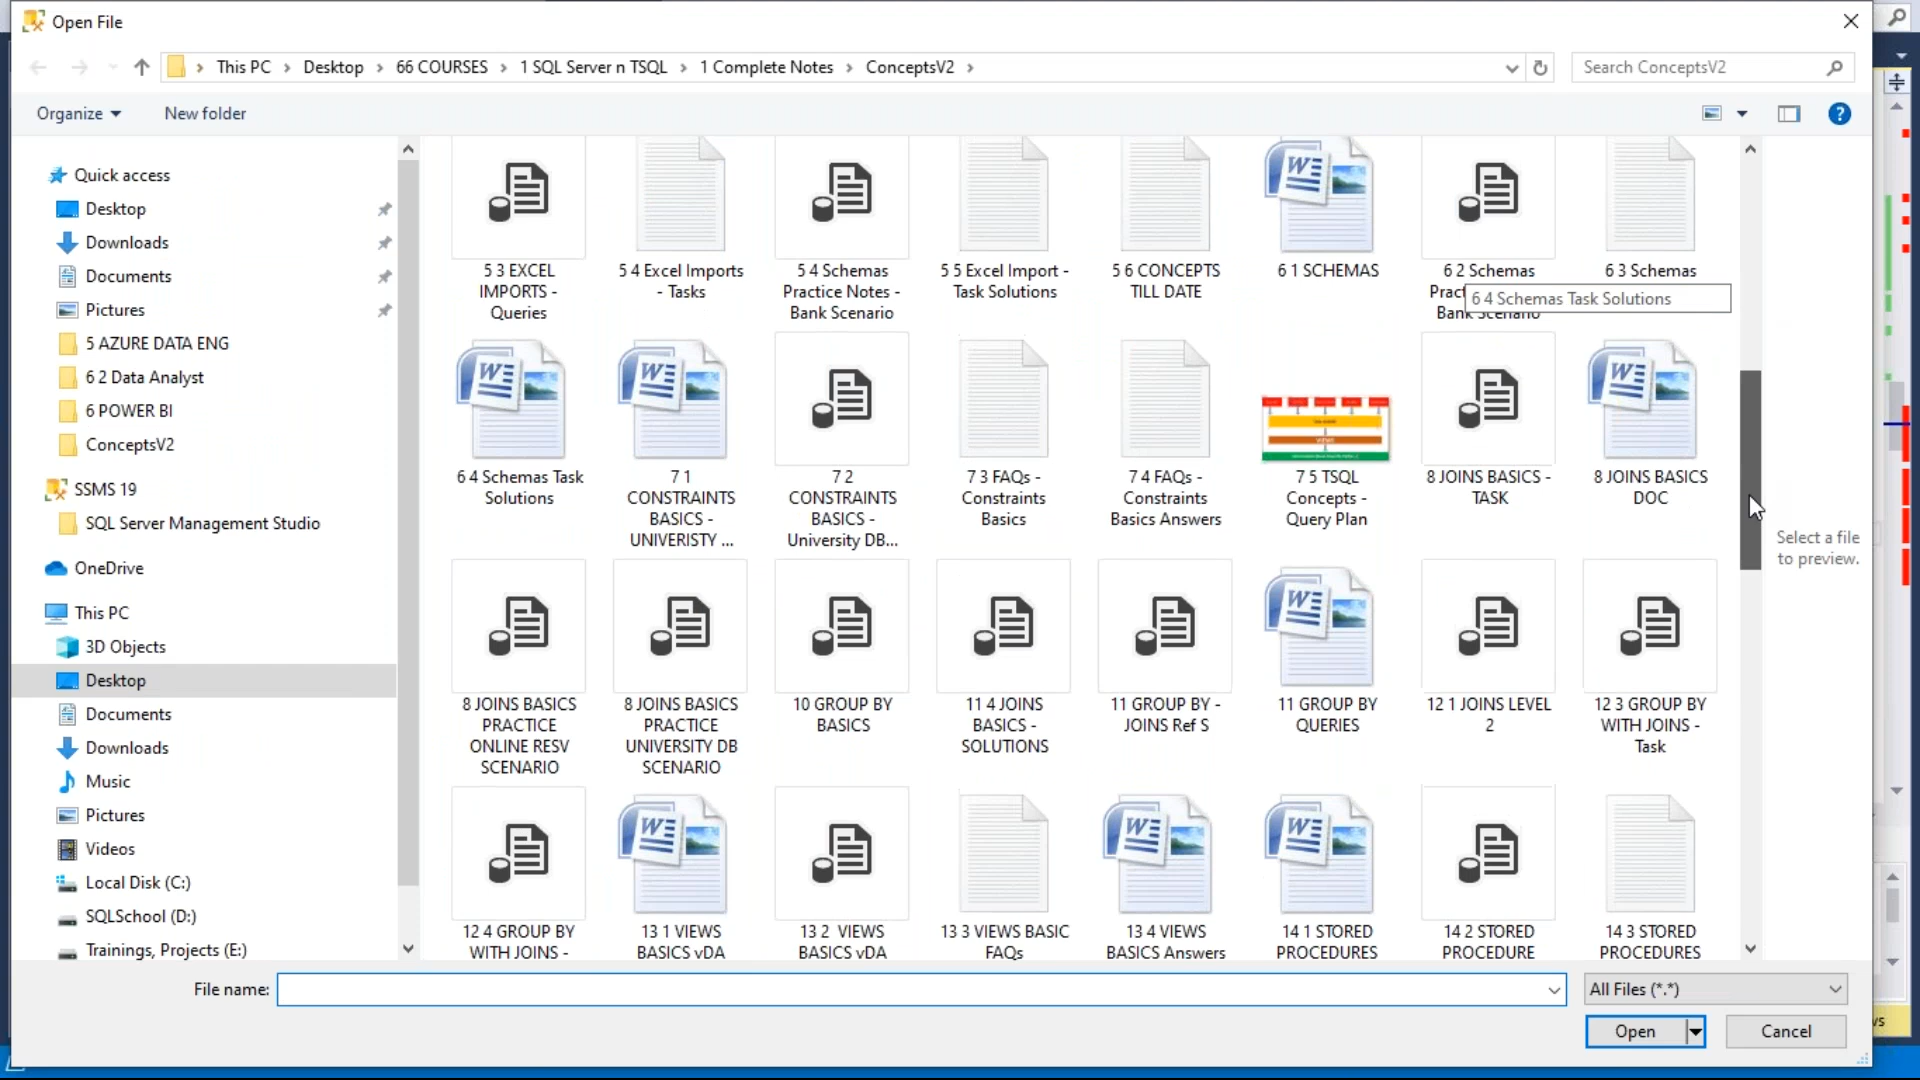 Open File
This PC > Desktop > 66 COURSES > 1 SQL Server n TSQL > 1 Complete Notes > ConceptsV2 >
Search ConceptsV2
Organize
New folder
Quick access
Desktop
Downloads
Documents
Pictures
5 AZURE DATA ENG
6 2 Data Analyst
6 POWER BI
ConceptsV2
SSMS 19
SQL Server Management Studio
OneDrive
This PC
3D Objects
Desktop
Documents
Downloads
Music
Pictures
Videos
Local Disk (C:)
SQLSchool (D:)
Trainings, Projects (E:)
5 3 EXCEL
IMPORTS -
Queries
5 4 Excel Imports
- Tasks
5 4 Schemas
Practice Notes -
Bank Scenario
5 5 Excel Import -
Task Solutions
5 6 CONCEPTS
TILL DATE
6 1 SCHEMAS
6 2 Schemas
Bank Scenario
6 3 Schemas
6 4 Schemas Task Solutions
6 4 Schemas Task
Solutions
7 1
CONSTRAINTS
BASICS -
UNIVERISTY ...
7 2
CONSTRAINTS
BASICS -
University DB...
7 3 FAQs -
Constraints
Basics
7 4 FAQs -
Constraints
Basics Answers
7 5 TSQL
Concepts -
Query Plan
8 JOINS BASICS -
TASK
8 JOINS BASICS
DOC
8 JOINS BASICS
PRACTICE
ONLINE RESV
SCENARIO
8 JOINS BASICS
PRACTICE
UNIVERSITY DB
SCENARIO
10 GROUP BY
BASICS
11 4 JOINS
BASICS -
SOLUTIONS
11 GROUP BY -
JOINS Ref S
11 GROUP BY
QUERIES
12 1 JOINS LEVEL
2
12 3 GROUP BY
WITH JOINS -
Task
12 4 GROUP BY
WITH JOINS -
13 1 VIEWS
BASICS vDA
13 2 VIEWS
BASICS vDA
13 3 VIEWS BASIC
FAQs
13 4 VIEWS
BASICS Answers
14 1 STORED
PROCEDURES
14 2 STORED
PROCEDURE
14 3 STORED
PROCEDURES
Select a file
to preview.
File name:
All Files (*.*)
Open
Cancel